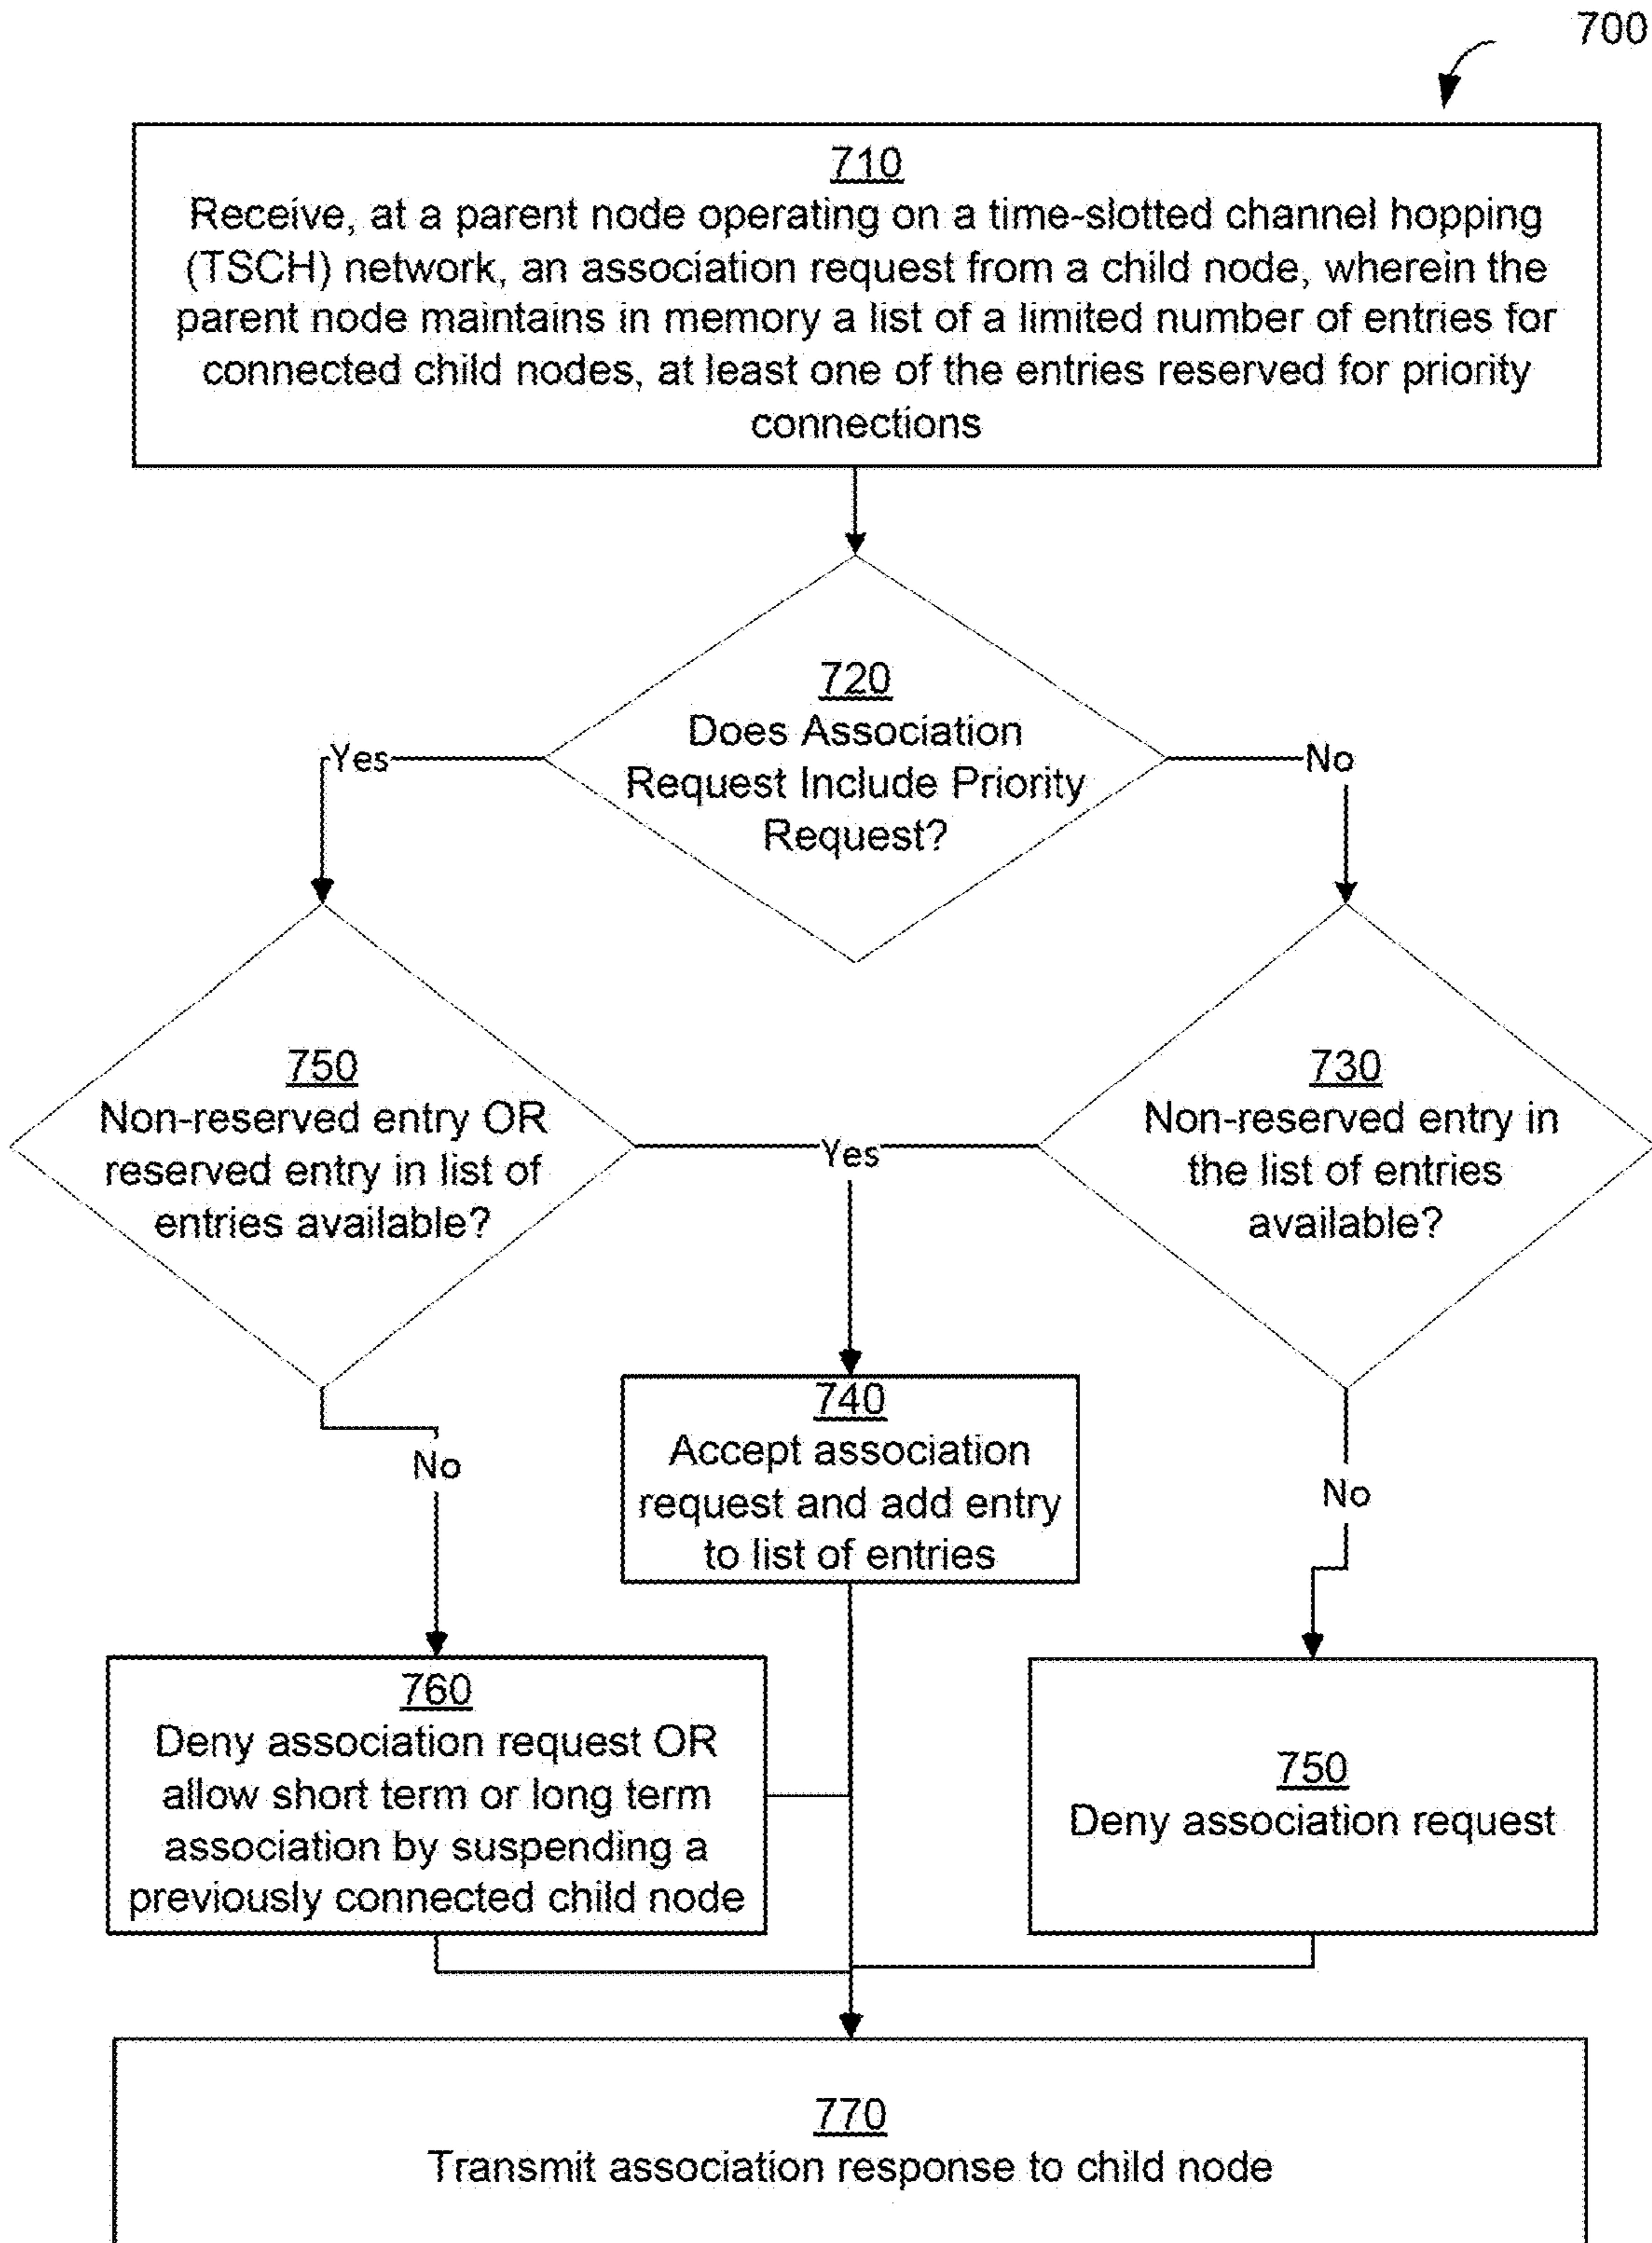 700
710
Receive, at a parent node operating on a time-slotted channel hopping
(TSCH) network, an association request from a child node, wherein the
parent node maintains in memory a list of a limited number of entries for
connected child nodes, at least one of the entries reserved for priority
connections
720
Does Association
Request Include Priority
Request?
Yes
No
750
Non-reserved entry OR
reserved entry in list of
entries available?
Yes
730
Non-reserved entry in
the list of entries
available?
No
740
Accept association
request and add entry
to list of entries
No
760
Deny association request OR
allow short term or long term
association by suspending a
previously connected child node
750
Deny association request
770
Transmit association response to child node